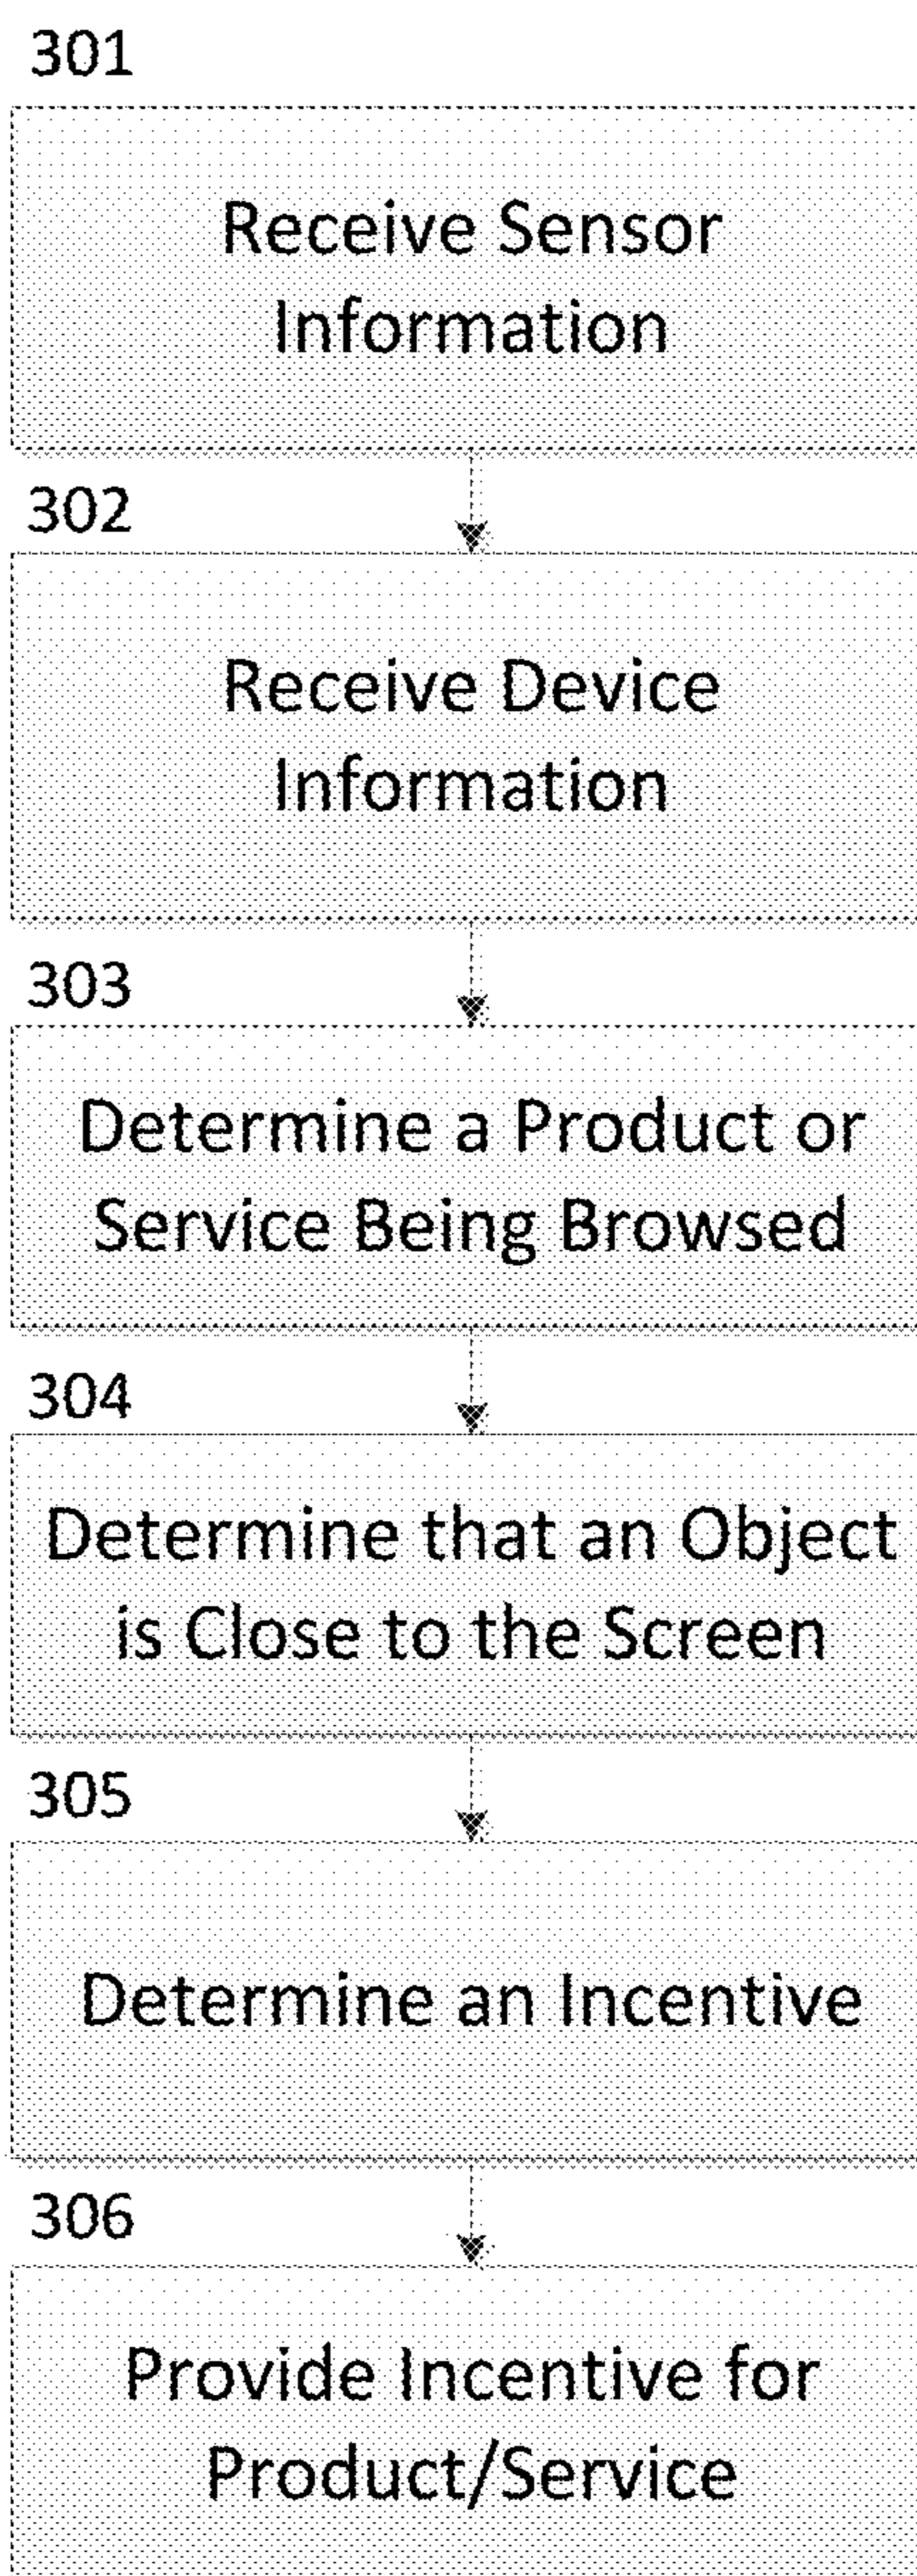 301
Receive Sensor
Information
302
Receive Device
Information
303
Determine a Product or
Service Being Browsed
304
Determine that an Object
is Close to the Screen
305
Determine an Incentive
306
Provide Incentive for
Product/Service